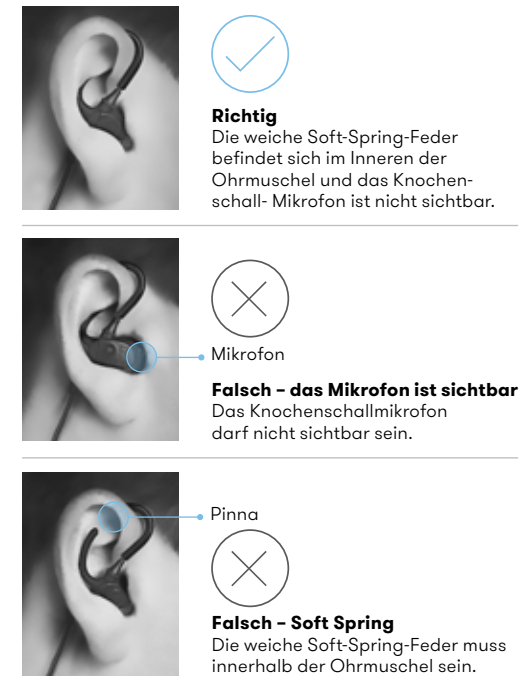 Richtig
Die weiche Soft-Spring-Feder
befindet sich im Inneren der
Ohrmuschel und das Knochen-
schall- Mikrofon ist nicht sichtbar.
Mikrofon
Falsch – das Mikrofon ist sichtbar
Das Knochenschallmikrofon
darf nicht sichtbar sein.
Pinna
Falsch – Soft Spring
Die weiche Soft-Spring-Feder muss
innerhalb der Ohrmuschel sein.